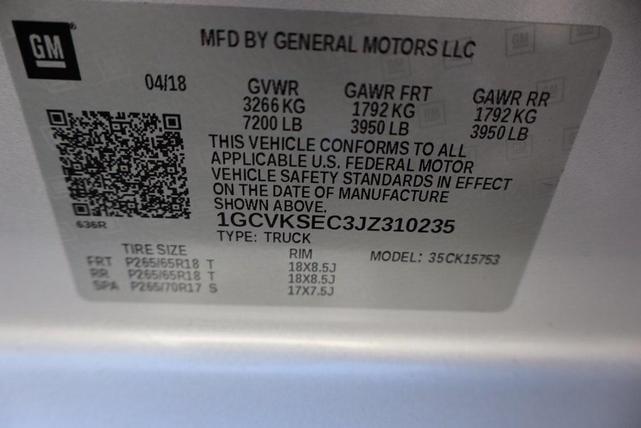 GM
MFD BY GENERAL MOTORS LLC
04/18 GVWR GAWR FRT GAWR RR
3266 KG 1792 KG 1792 KG
7200 LB 3950 LB 3950 LB
THIS VEHICLE CONFORMS TO ALL
APPLICABLE U.S. FEDERAL MOTOR
VEHICLE SAFETY STANDARDS IN EFFECT
ON THE DATE OF MANUFACTURE
SHOWN ABOVE.
636R
1GCVKSEC3JZ310235
TYPE: TRUCK
TIRE SIZE RIM MODEL: 35CK15753
FRT P265/65R18 T 18X8.5J
RR P265/65R18 T 18X8.5J
SPA P265/70R17 S 17X7.5J